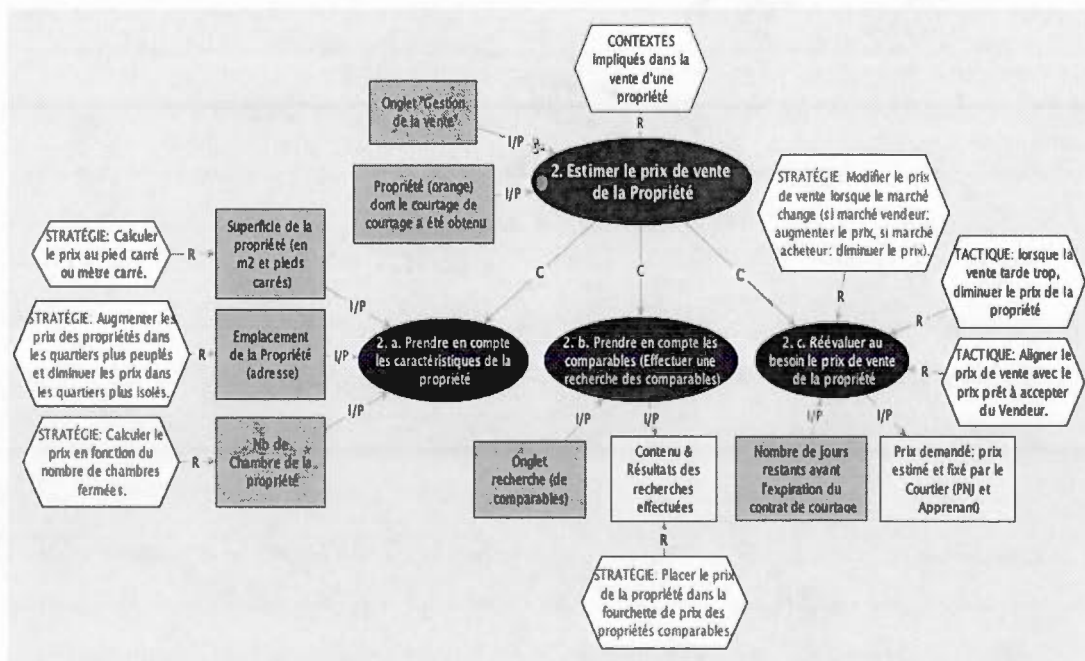 CONTEXTES
impliqués dans la
vente d'une
propriété
R
Onglet "Gestion
de la vente"
I/P
2. Estimer le prix de vente
de la Propriété
Propriété (orange)
dont le courtage de
courtage a été obtenu
I/P
STRATÉGIE Modifier le prix
de vente lorsque le marché
change (si marché vendeur:
augmenter le prix, si marché
acheteur: diminuer le prix).
R
C
C
C
STRATÉGIE: Calculer
le prix au pied carré
ou mètre carré.
R
Superficie de la
propriété (en
m2 et pieds
carrés)
I/P
TACTIQUE: lorsque la
vente tarde trop,
diminuer le prix de la
propriété
R
STRATÉGIE: Augmenter les
prix des propriétés dans
les quartiers plus peuplés
et diminuer les prix dans
les quartiers plus isolés.
R
Emplacement
de la Propriété
(adresse)
I/P
2. a. Prendre en compte
les caractéristiques de la
propriété
2. b. Prendre en compte les
comparables (Effectuer une
recherche des comparables)
2. c. Réévaluer au
besoin le prix de vente
de la propriété
R
TACTIQUE: Aligner le
prix de vente avec le
prix prêt à accepter
du Vendeur.
STRATÉGIE: Calculer le
prix en fonction du
nombre de chambres
fermées.
R
Nb de
Chambre de la
propriété
I/P
I/P
I/P
I/P
I/P
Onglet
recherche (de
comparables)
Contenu &
Résultats des
recherches
effectuées
Nombre de jours
restants avant
l'expiration du
contrat de courtage
Prix demandé: prix
estimé et fixé par le
Courtier (PNJ et
Apprenant)
R
STRATÉGIE: Placer le prix
de la propriété dans la
fourchette de prix des
propriétés comparables.